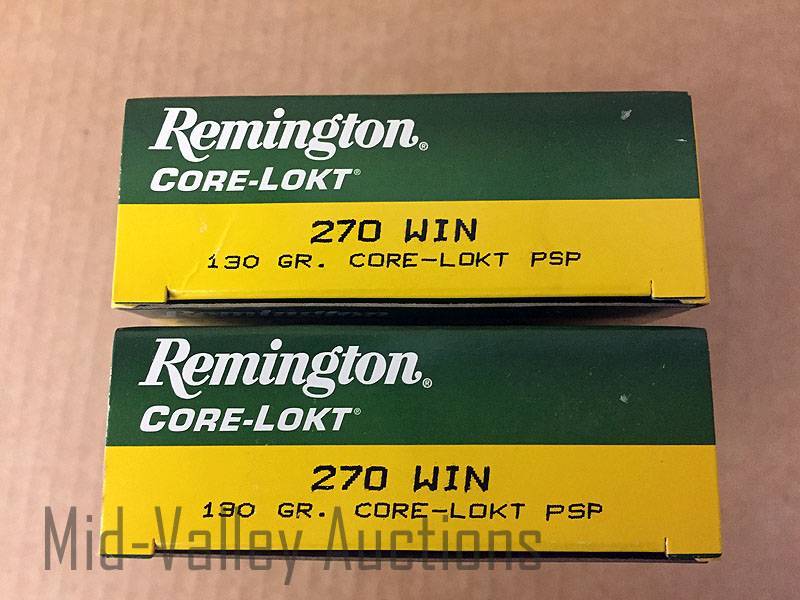 Remington®
CORE-LOKT®
270 WIN
130 GR. CORE-LOKT PSP
Remington
Remington®
CORE-LOKT®
270 WIN
130 GR. CORE-LOKT PSP
Mid-Valley Auctions